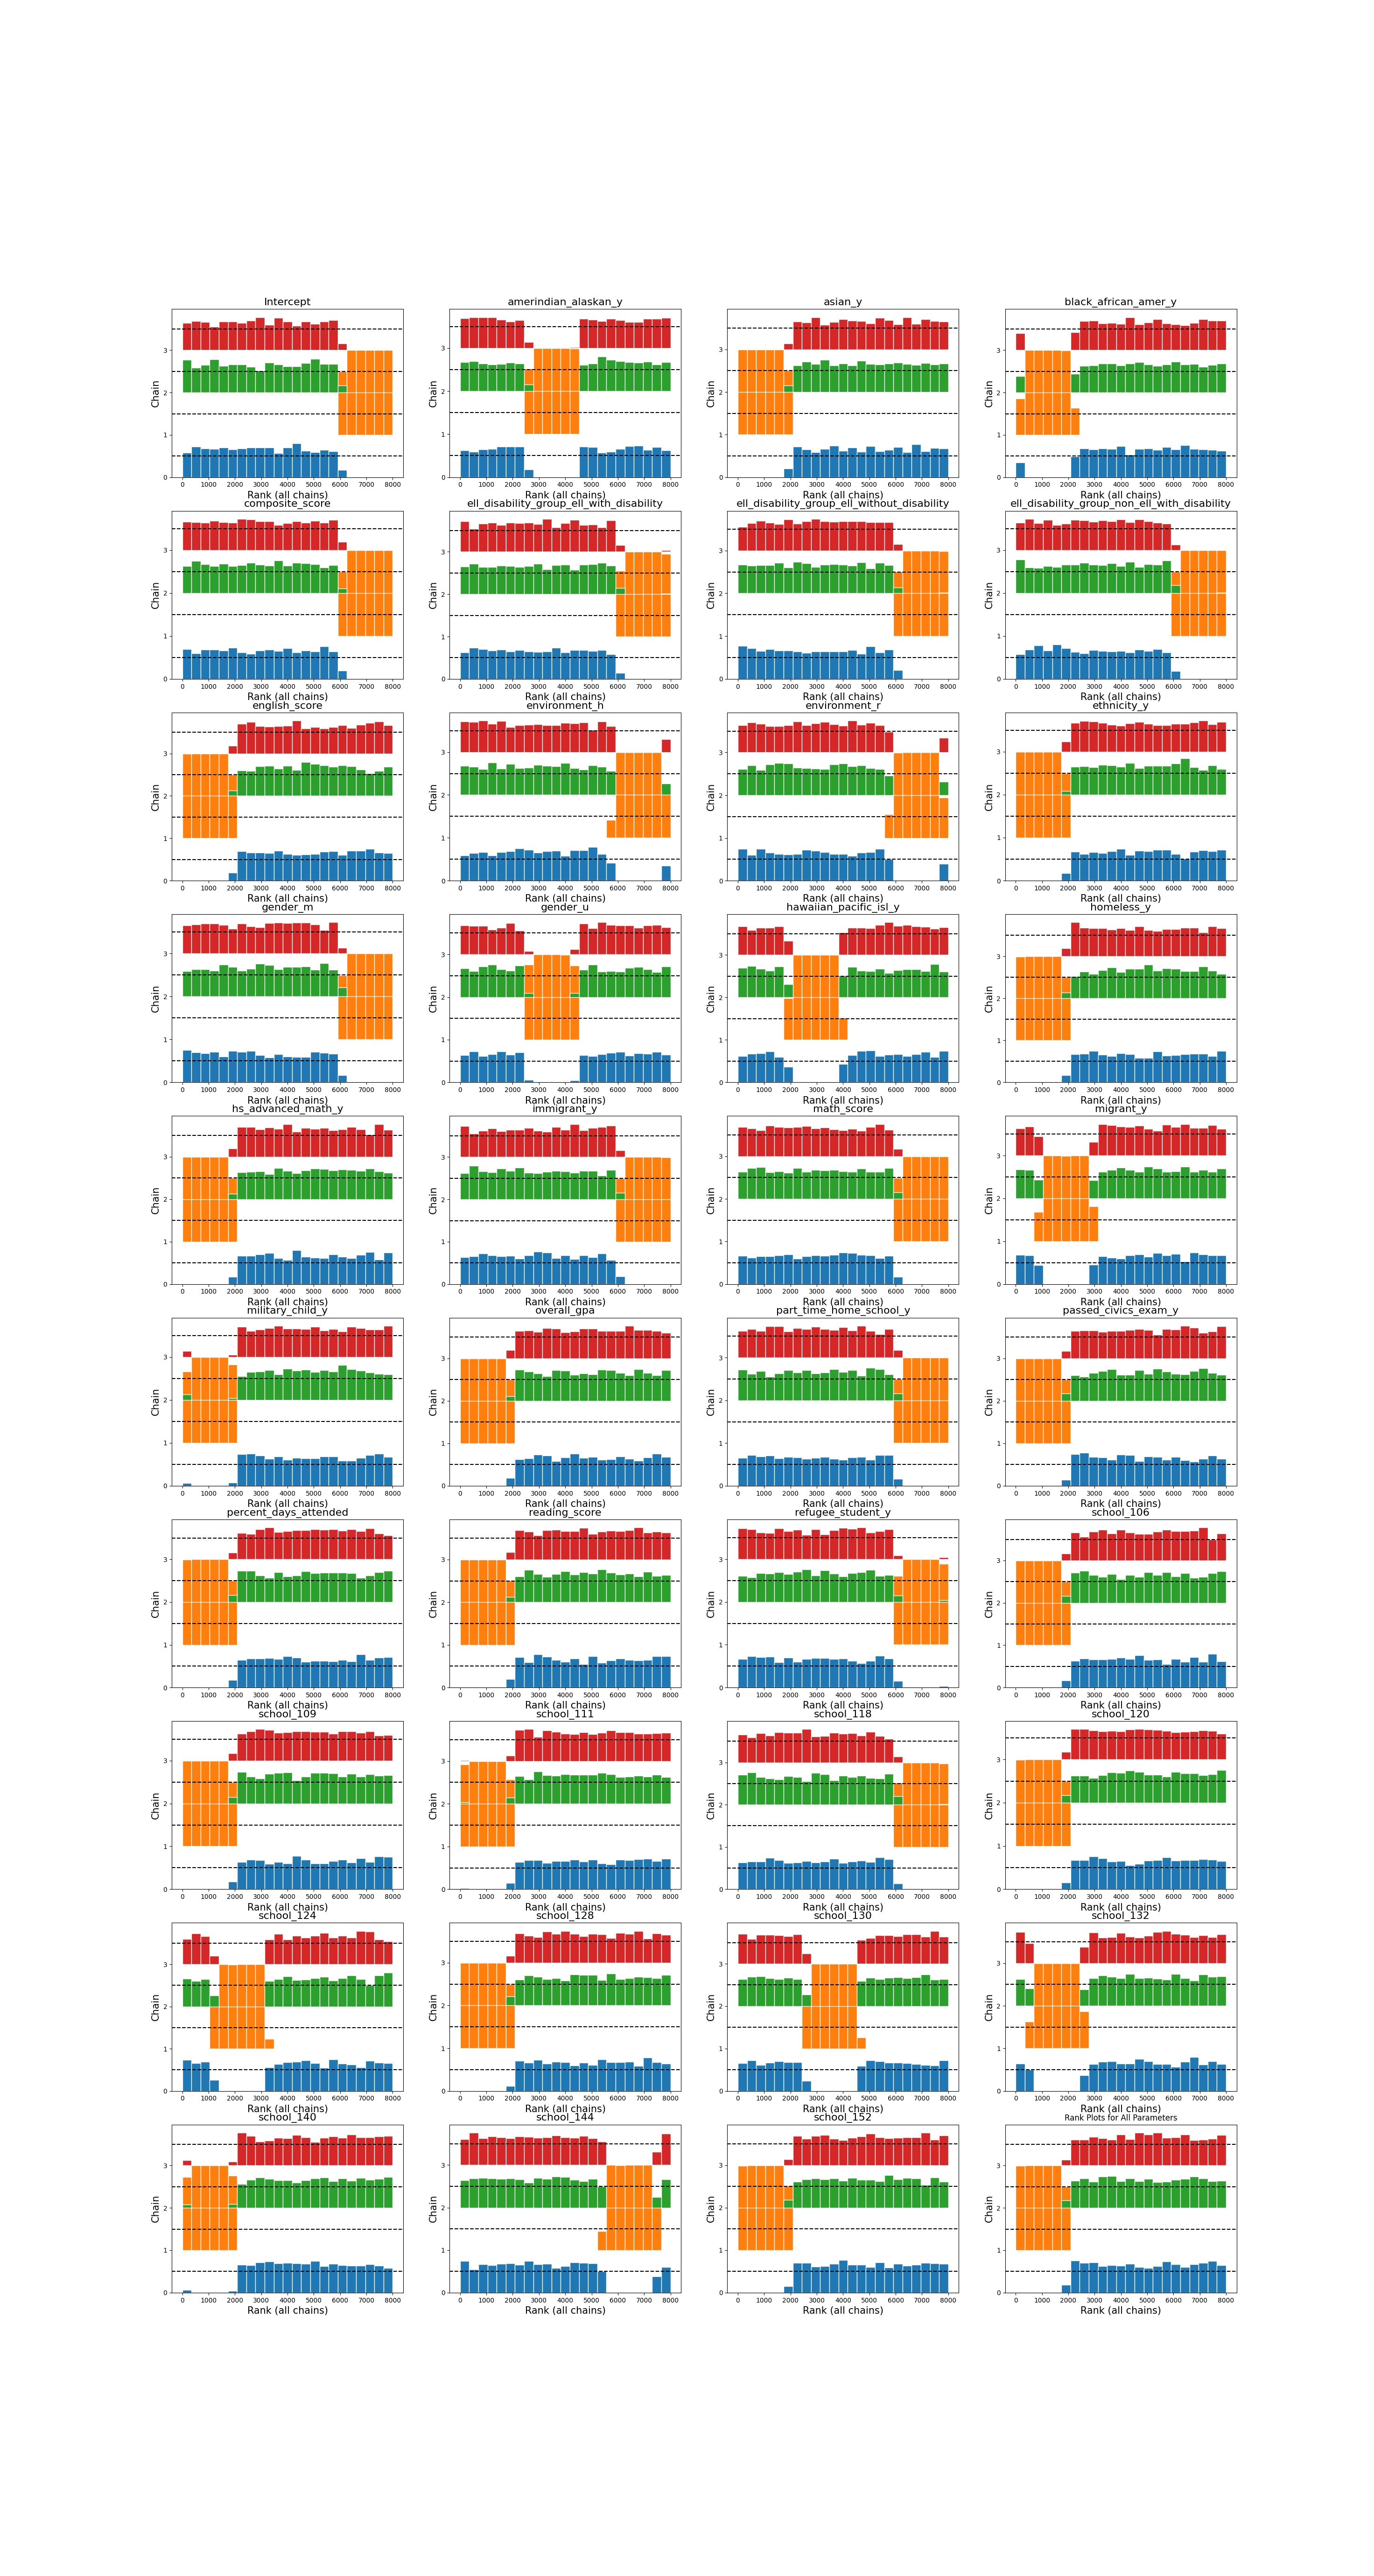 Intercept amerindian_alaskan_y asian_y black_african_amer_y
3 3 3 3
Chain Chain Chain Chain
2 2 2 2
1 1 1 1
0 0 0 0
0 1000 2000 3000 4000 5000 6000 7000 8000 0 1000 2000 3000 4000 5000 6000 7000 8000 0 1000 2000 3000 4000 5000 6000 7000 8000 0 1000 2000 3000 4000 5000 6000 7000 8000
Rank (all chains) Rank (all chains) Rank (all chains) Rank (all chains)
composite_score ell_disability_group_ell_with_disability ell_disability_group_ell_without_disability ell_disability_group_non_ell_with_disability
3 3 3 3
Chain Chain Chain Chain
2 2 2 2
1 1 1 1
0 0 0 0
0 1000 2000 3000 4000 5000 6000 7000 8000 0 1000 2000 3000 4000 5000 6000 7000 8000 0 1000 2000 3000 4000 5000 6000 7000 8000 0 1000 2000 3000 4000 5000 6000 7000 8000
Rank (all chains) Rank (all chains) Rank (all chains) Rank (all chains)
english_score environment_h environment_r ethnicity_y
3 3 3 3
Chain Chain Chain Chain
2 2 2 2
1 1 1 1
0 0 0 0
0 1000 2000 3000 4000 5000 6000 7000 8000 0 1000 2000 3000 4000 5000 6000 7000 8000 0 1000 2000 3000 4000 5000 6000 7000 8000 0 1000 2000 3000 4000 5000 6000 7000 8000
Rank (all chains) Rank (all chains) Rank (all chains) Rank (all chains)
gender_m gender_u hawaiian_pacific_isl_y homeless_y
3 3 3 3
Chain Chain Chain Chain
2 2 2 2
1 1 1 1
0 0 0 0
0 1000 2000 3000 4000 5000 6000 7000 8000 0 1000 2000 3000 4000 5000 6000 7000 8000 0 1000 2000 3000 4000 5000 6000 7000 8000 0 1000 2000 3000 4000 5000 6000 7000 8000
Rank (all chains) Rank (all chains) Rank (all chains) Rank (all chains)
hs_advanced_math_y immigrant_y math_score migrant_y
3 3 3 3
Chain Chain Chain Chain
2 2 2 2
1 1 1 1
0 0 0 0
0 1000 2000 3000 4000 5000 6000 7000 8000 0 1000 2000 3000 4000 5000 6000 7000 8000 0 1000 2000 3000 4000 5000 6000 7000 8000 0 1000 2000 3000 4000 5000 6000 7000 8000
Rank (all chains) Rank (all chains) Rank (all chains) Rank (all chains)
military_child_y overall_gpa part_time_home_school_y passed_civics_exam_y
3 3 3 3
Chain Chain Chain Chain
2 2 2 2
1 1 1 1
0 0 0 0
0 1000 2000 3000 4000 5000 6000 7000 8000 0 1000 2000 3000 4000 5000 6000 7000 8000 0 1000 2000 3000 4000 5000 6000 7000 8000 0 1000 2000 3000 4000 5000 6000 7000 8000
Rank (all chains) Rank (all chains) Rank (all chains) Rank (all chains)
percent_days_attended reading_score refugee_student_y school_106
3 3 3 3
Chain Chain Chain Chain
2 2 2 2
1 1 1 1
0 0 0 0
0 1000 2000 3000 4000 5000 6000 7000 8000 0 1000 2000 3000 4000 5000 6000 7000 8000 0 1000 2000 3000 4000 5000 6000 7000 8000 0 1000 2000 3000 4000 5000 6000 7000 8000
Rank (all chains) Rank (all chains) Rank (all chains) Rank (all chains)
school_109 school_111 school_118 school_120
3 3 3 3
Chain Chain Chain Chain
2 2 2 2
1 1 1 1
0 0 0 0
0 1000 2000 3000 4000 5000 6000 7000 8000 0 1000 2000 3000 4000 5000 6000 7000 8000 0 1000 2000 3000 4000 5000 6000 7000 8000 0 1000 2000 3000 4000 5000 6000 7000 8000
Rank (all chains) Rank (all chains) Rank (all chains) Rank (all chains)
school_124 school_128 school_130 school_132
3 3 3 3
Chain Chain Chain Chain
2 2 2 2
1 1 1 1
0 0 0 0
0 1000 2000 3000 4000 5000 6000 7000 8000 0 1000 2000 3000 4000 5000 6000 7000 8000 0 1000 2000 3000 4000 5000 6000 7000 8000 0 1000 2000 3000 4000 5000 6000 7000 8000
Rank (all chains) Rank (all chains) Rank (all chains) Rank (all chains)
school_140 school_144 school_152 Rank Plots for All Parameters
3 3 3 3
Chain Chain Chain Chain
2 2 2 2
1 1 1 1
0 0 0 0
0 1000 2000 3000 4000 5000 6000 7000 8000 0 1000 2000 3000 4000 5000 6000 7000 8000 0 1000 2000 3000 4000 5000 6000 7000 8000 0 1000 2000 3000 4000 5000 6000 7000 8000
Rank (all chains) Rank (all chains) Rank (all chains) Rank (all chains)